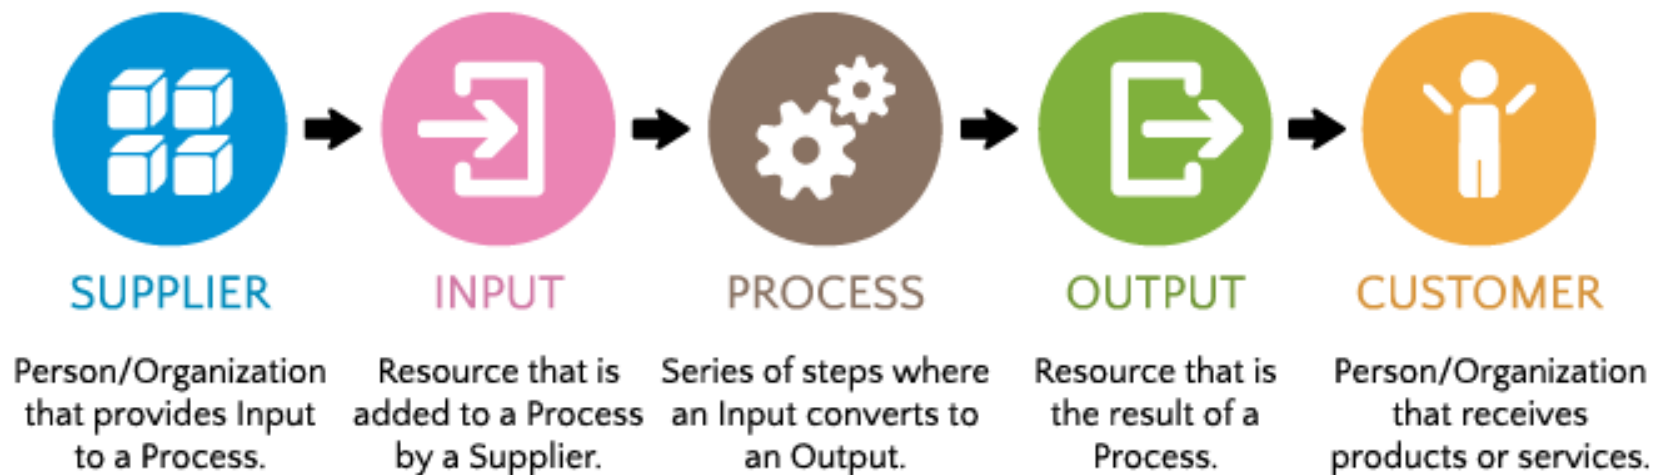 SUPPLIER
Person/Organization
that provides Input
to a Process.
INPUT
Resource that is
added to a Process
by a Supplier.
PROCESS
Series of steps where
an Input converts to
an Output.
OUTPUT
Resource that is
the result of a
Process.
CUSTOMER
Person/Organization
that receives
products or services.